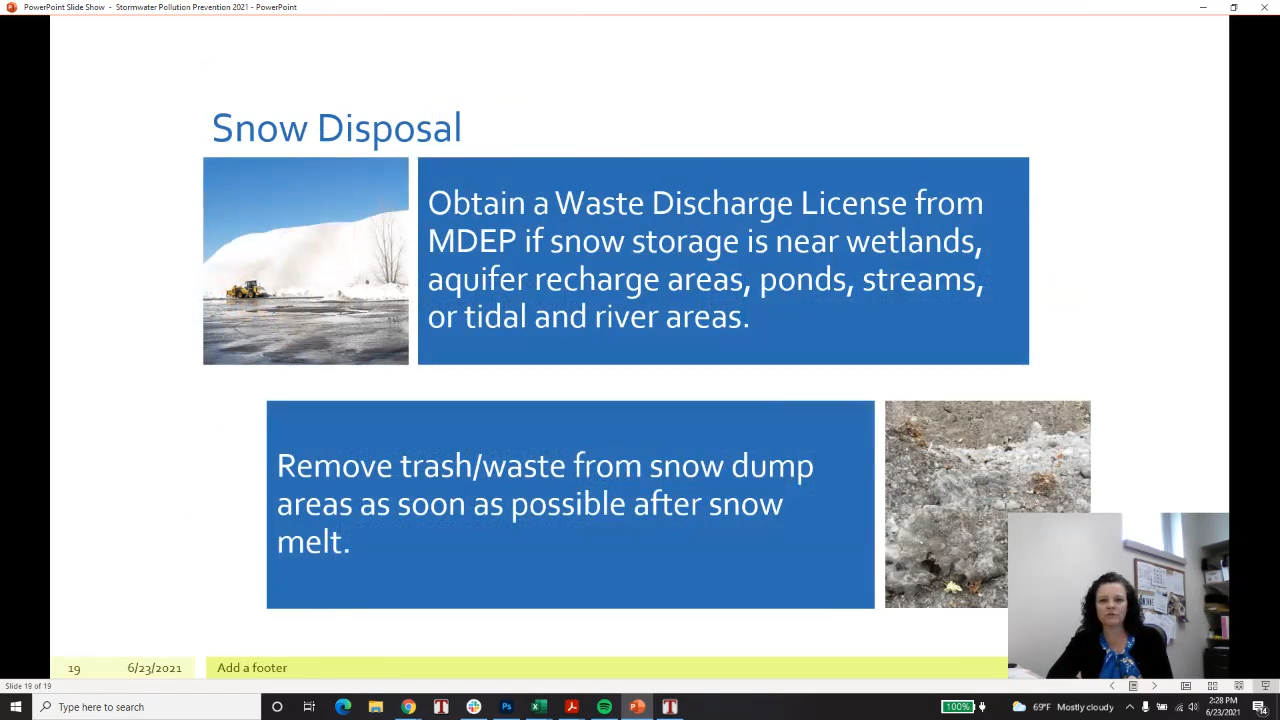 PowerPoint Slide Show - Stormwater Pollution Prevention 2021 - PowerPoint
Snow Disposal
Obtain a Waste Discharge License from
MDEP if snow storage is near wetlands,
aquifer recharge areas, ponds, streams,
or tidal and river areas.
Remove trash/waste from snow dump
areas as soon as possible after snow
melt.
19 6/23/2021 Add a footer
Slide 19 of 19
Type here to search
100%
69°F Mostly cloudy
2:28 PM
6/23/2021
14